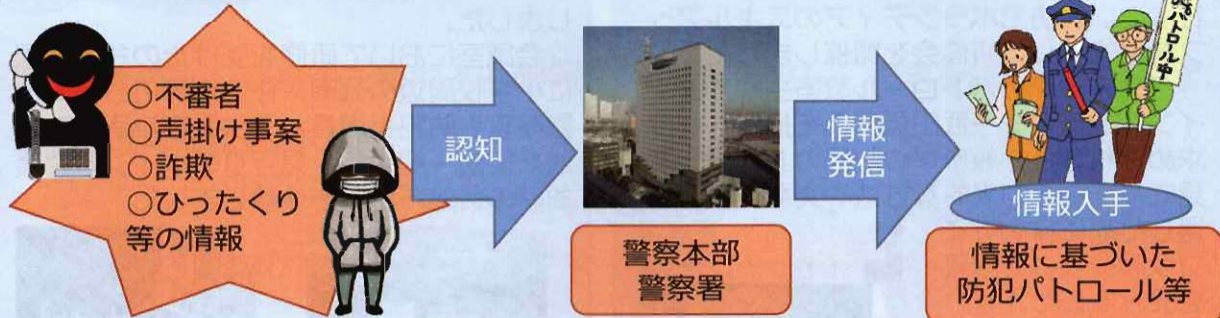 ○不審者
○声掛け事案
○詐欺
○ひったくり
等の情報
認知
警察本部
警察署
情報
発信
パトロール中
情報入手
情報に基づいた
防犯パトロール等